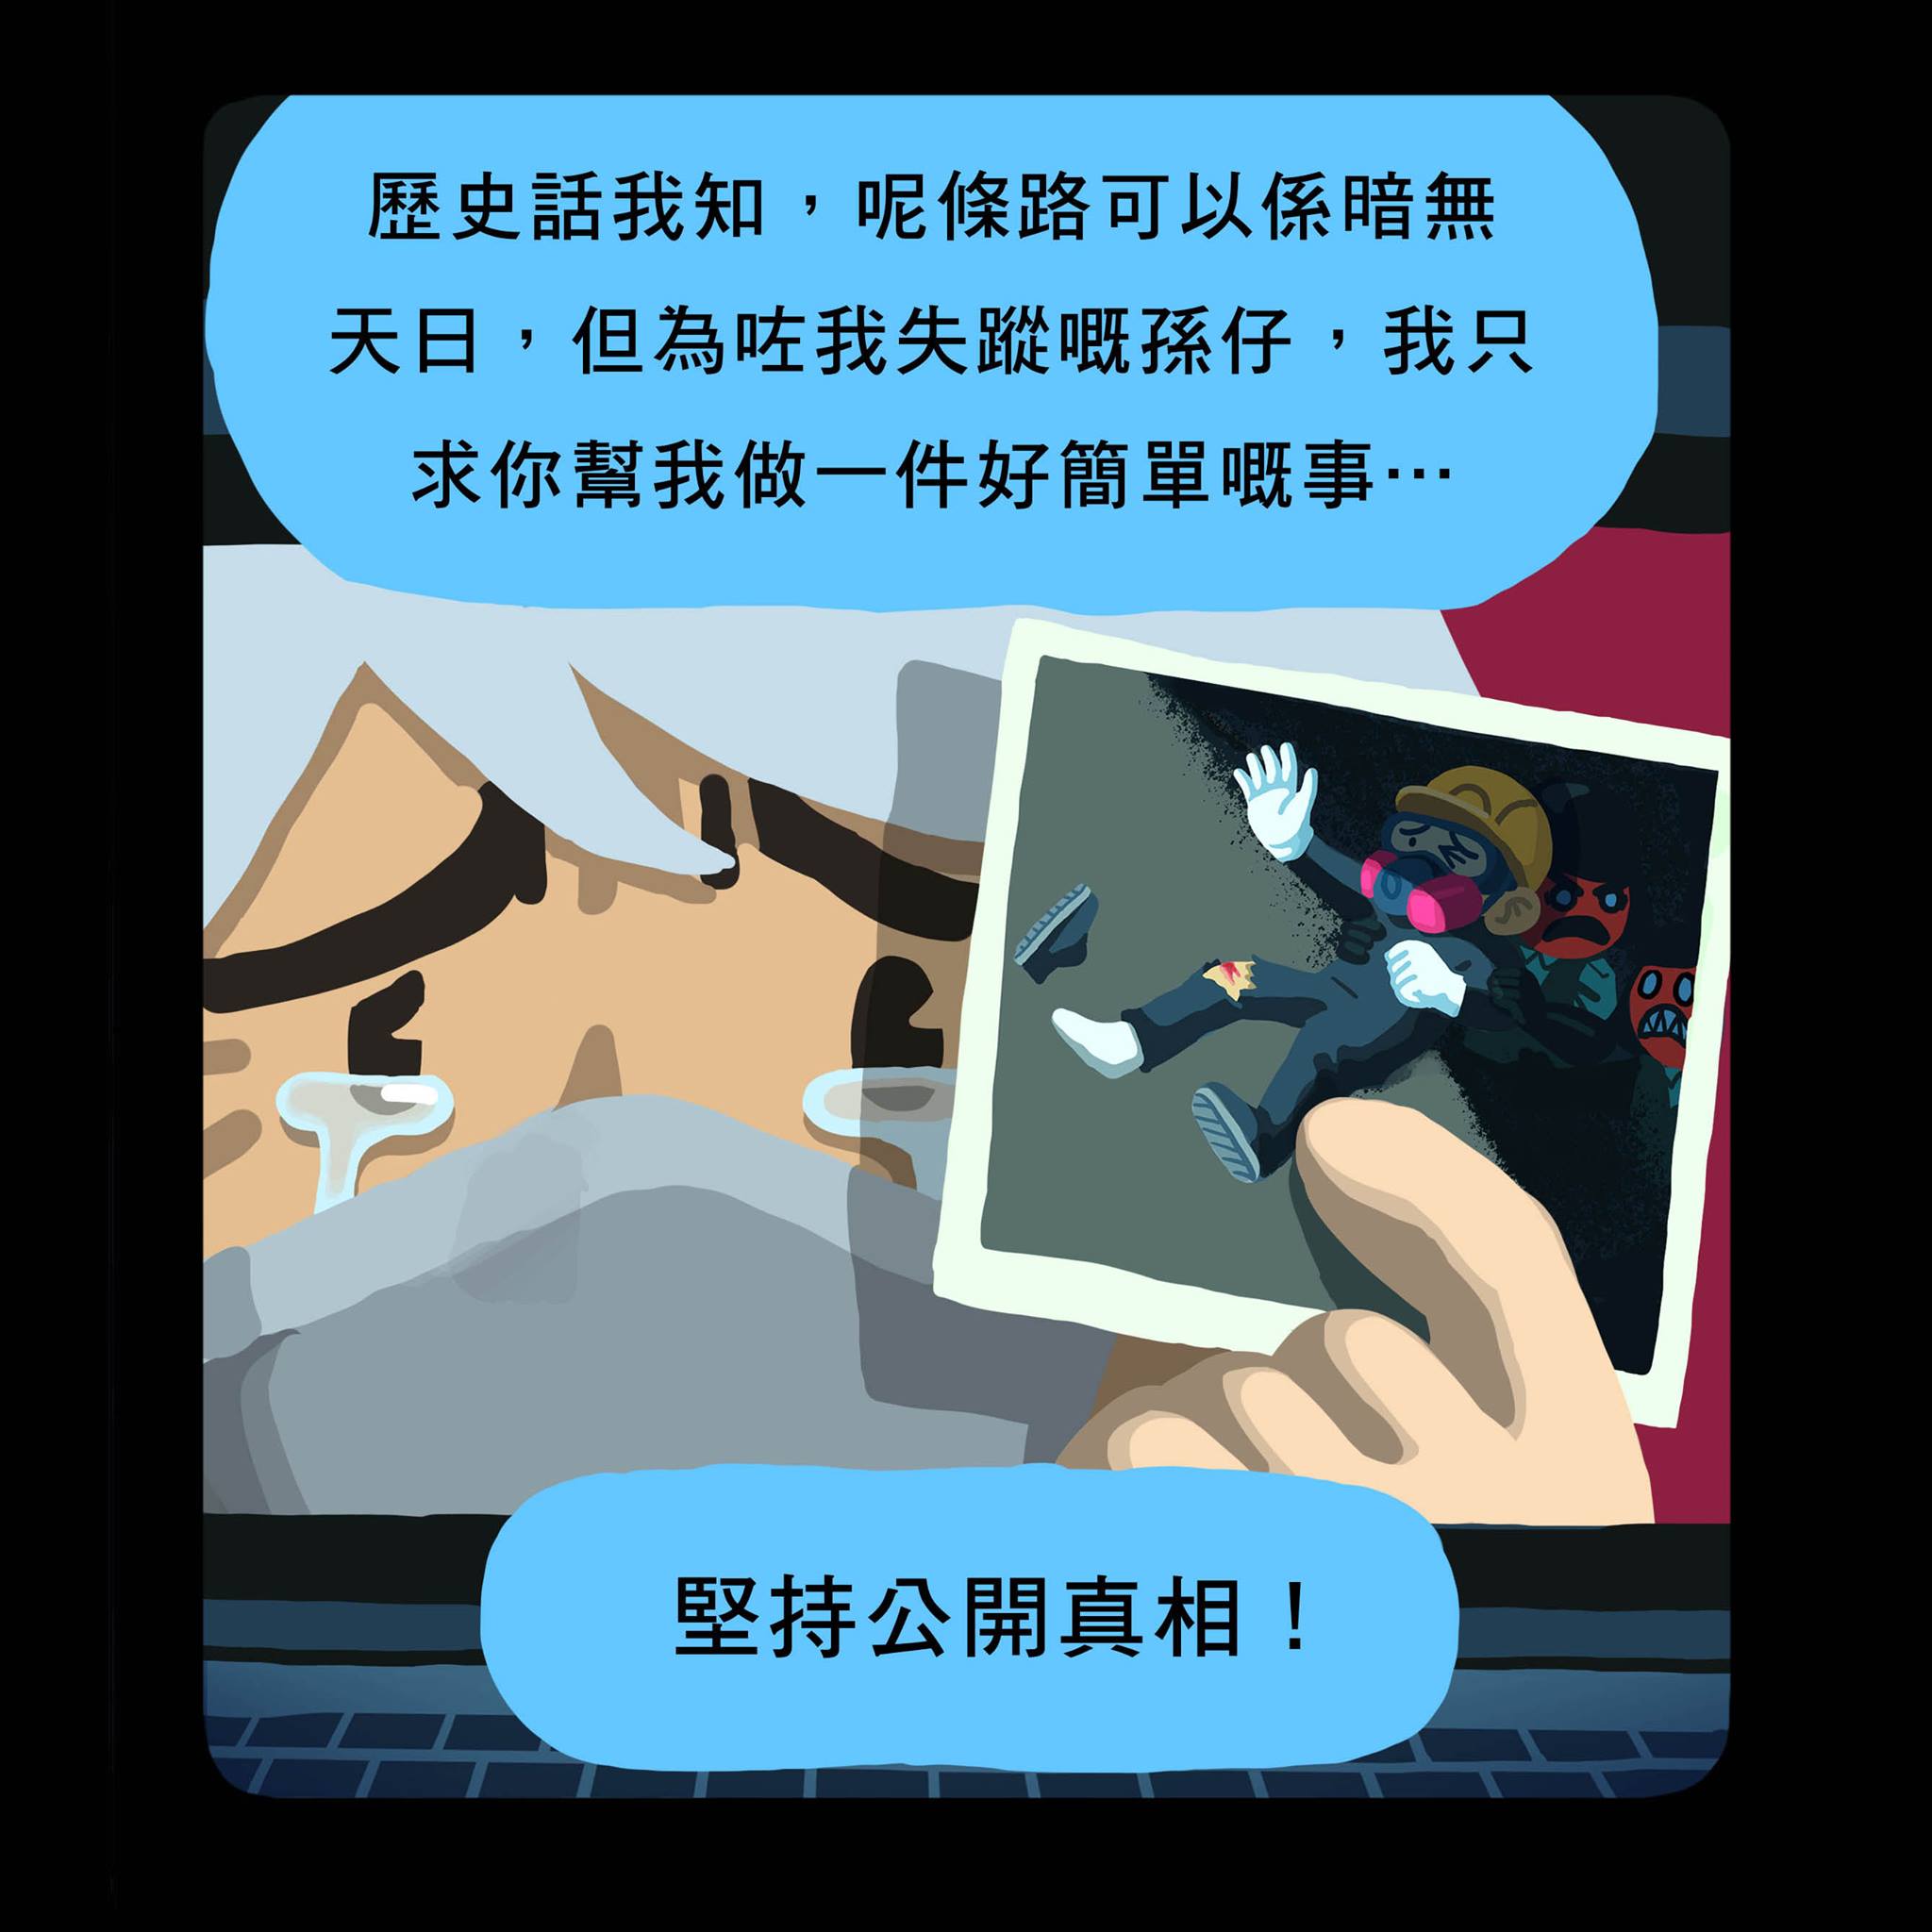 歷史話我知，呢條路可以係暗無
天日，但為咗我失蹤嘅孫仔，我只
求你幫我做一件好簡單嘅事⋯
堅持公開真相！